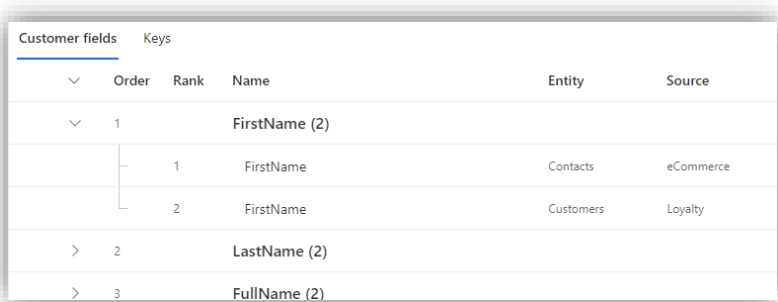 Customer fields Keys
Order Rank Name Entity Source
1 FirstName (2)
1 FirstName Contacts eCommerce
2 FirstName Customers Loyalty
2 LastName (2)
3 FullName (2)